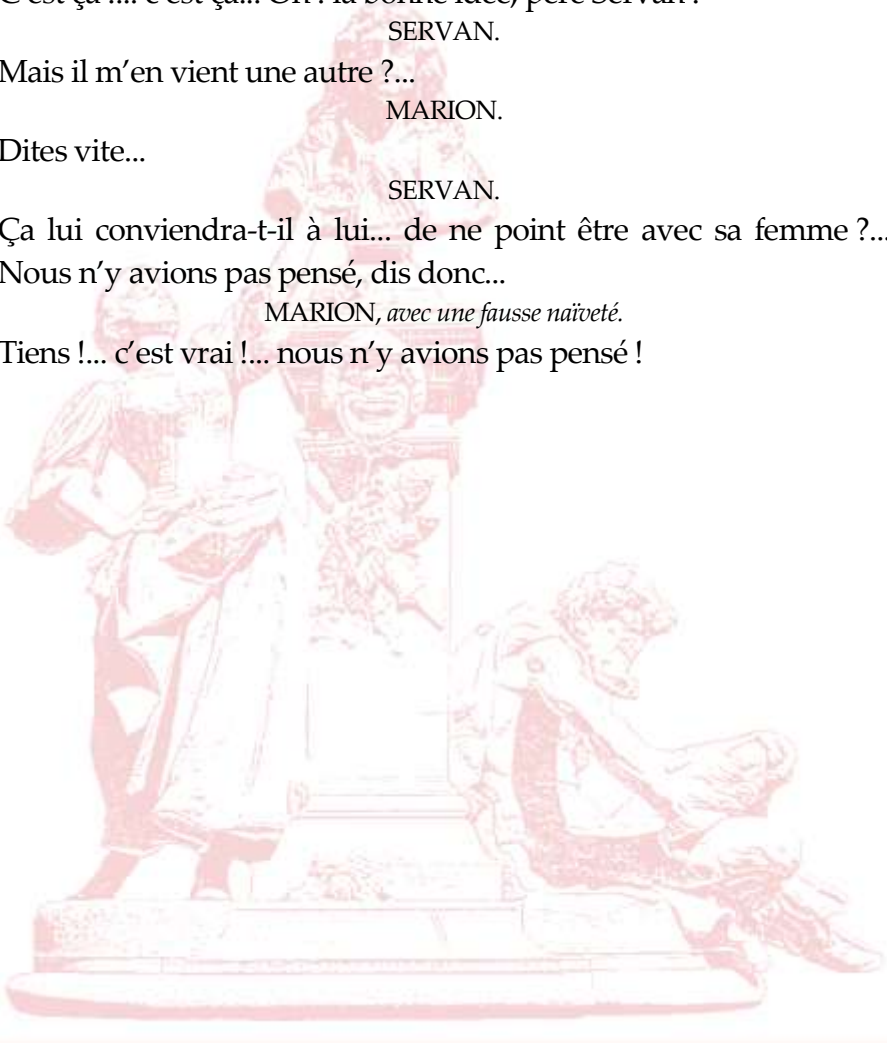 C'est ça !... c'est ça... Oh ! la bonne idée, père Servan !
SERVAN.
Mais il m'en vient une autre ?...
MARION.
Dites vite...
SERVAN.
Ça lui conviendra-t-il à lui... de ne point être avec sa femme ?...
Nous n'y avions pas pensé, dis donc...
MARION, avec une fausse naïveté.
Tiens !... c'est vrai !... nous n'y avions pas pensé !